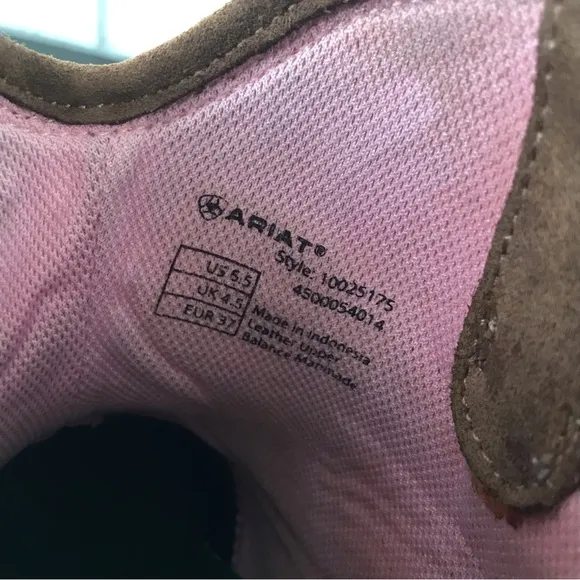 ARIAT®
Style: 10025175
4500054014
US 6.5
UK 4.5
EUR 37
Made in Indonesia
Leather Upper
Balance Manmade